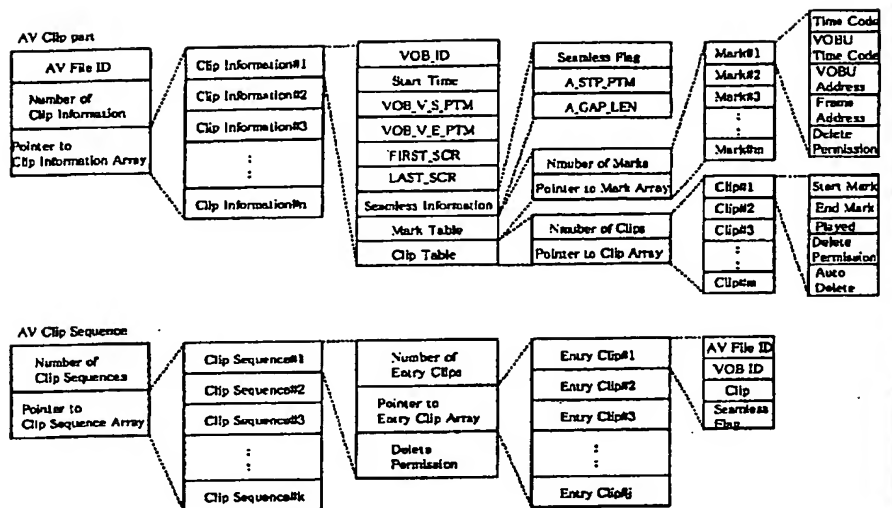 AV Clip part
AV File ID
Number of
Clip Information
Pointer to
Clip Information Array
Clip Information#1
Clip Information#2
Clip Information#3
⋮
Clip Information#n
VOB_ID
Start Time
VOB_V_S_PTM
VOB_V_E_PTM
FIRST_SCR
LAST_SCR
Seamless Information
Mark Table
Clip Table
Seamless Flag
A_STP_PTM
A_GAP_LEN
Nmuber of Marks
Pointer to Mark Array
Nmuber of Clips
Pointer to Clip Array
Mark#1
Mark#2
Mark#3
⋮
Mark#m
Clip#1
Clip#2
Clip#3
⋮
Clip#m
Time Code
VOBU
Time Code
VOBU
Address
Frame
Address
Delete
Permission
Start Mark
End Mark
Played
Delete
Permission
Auto
Delete
AV Clip Sequence
Number of
Clip Sequences
Pointer to
Clip Sequence Array
Clip Sequence#1
Clip Sequence#2
Clip Sequence#3
⋮
Clip Sequence#k
Number of
Entry Clips
Pointer to
Entry Clip Array
Delete
Permission
Entry Clip#1
Entry Clip#2
Entry Clip#3
⋮
Entry Clip#j
AV File ID
VOB ID
Clip
Seamless
Flag